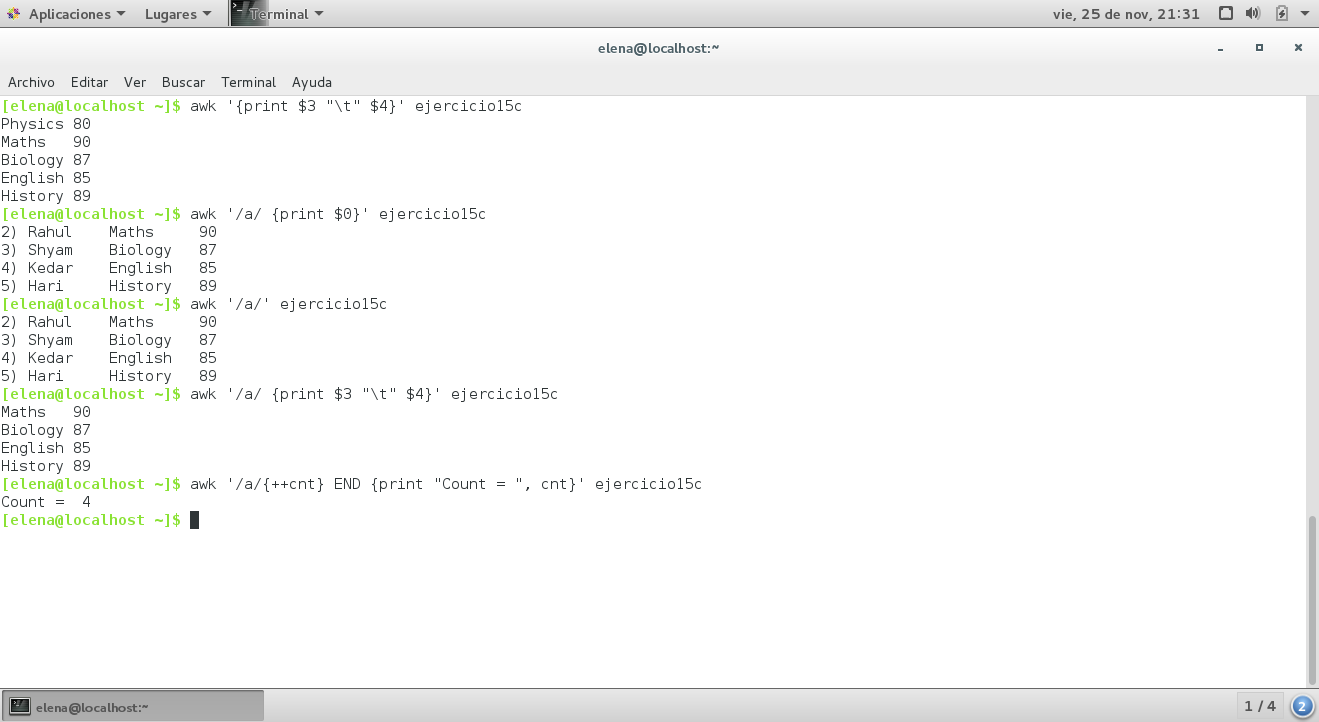 Aplicaciones Lugares Terminal vie, 25 de nov, 21:31
elena@localhost:~
Archivo Editar Ver Buscar Terminal Ayuda
[elena@localhost ~]$ awk '{print $3 "\t" $4}' ejercicio15c
Physics 80
Maths   90
Biology 87
English 85
History 89
[elena@localhost ~]$ awk '/a/ {print $0}' ejercicio15c
2) Rahul    Maths     90
3) Shyam    Biology   87
4) Kedar    English   85
5) Hari     History   89
[elena@localhost ~]$ awk '/a/' ejercicio15c
2) Rahul    Maths     90
3) Shyam    Biology   87
4) Kedar    English   85
5) Hari     History   89
[elena@localhost ~]$ awk '/a/ {print $3 "\t" $4}' ejercicio15c
Maths   90
Biology 87
English 85
History 89
[elena@localhost ~]$ awk '/a/{++cnt} END {print "Count = ", cnt}' ejercicio15c
Count =  4
[elena@localhost ~]$
elena@localhost:~ 1 / 4 2